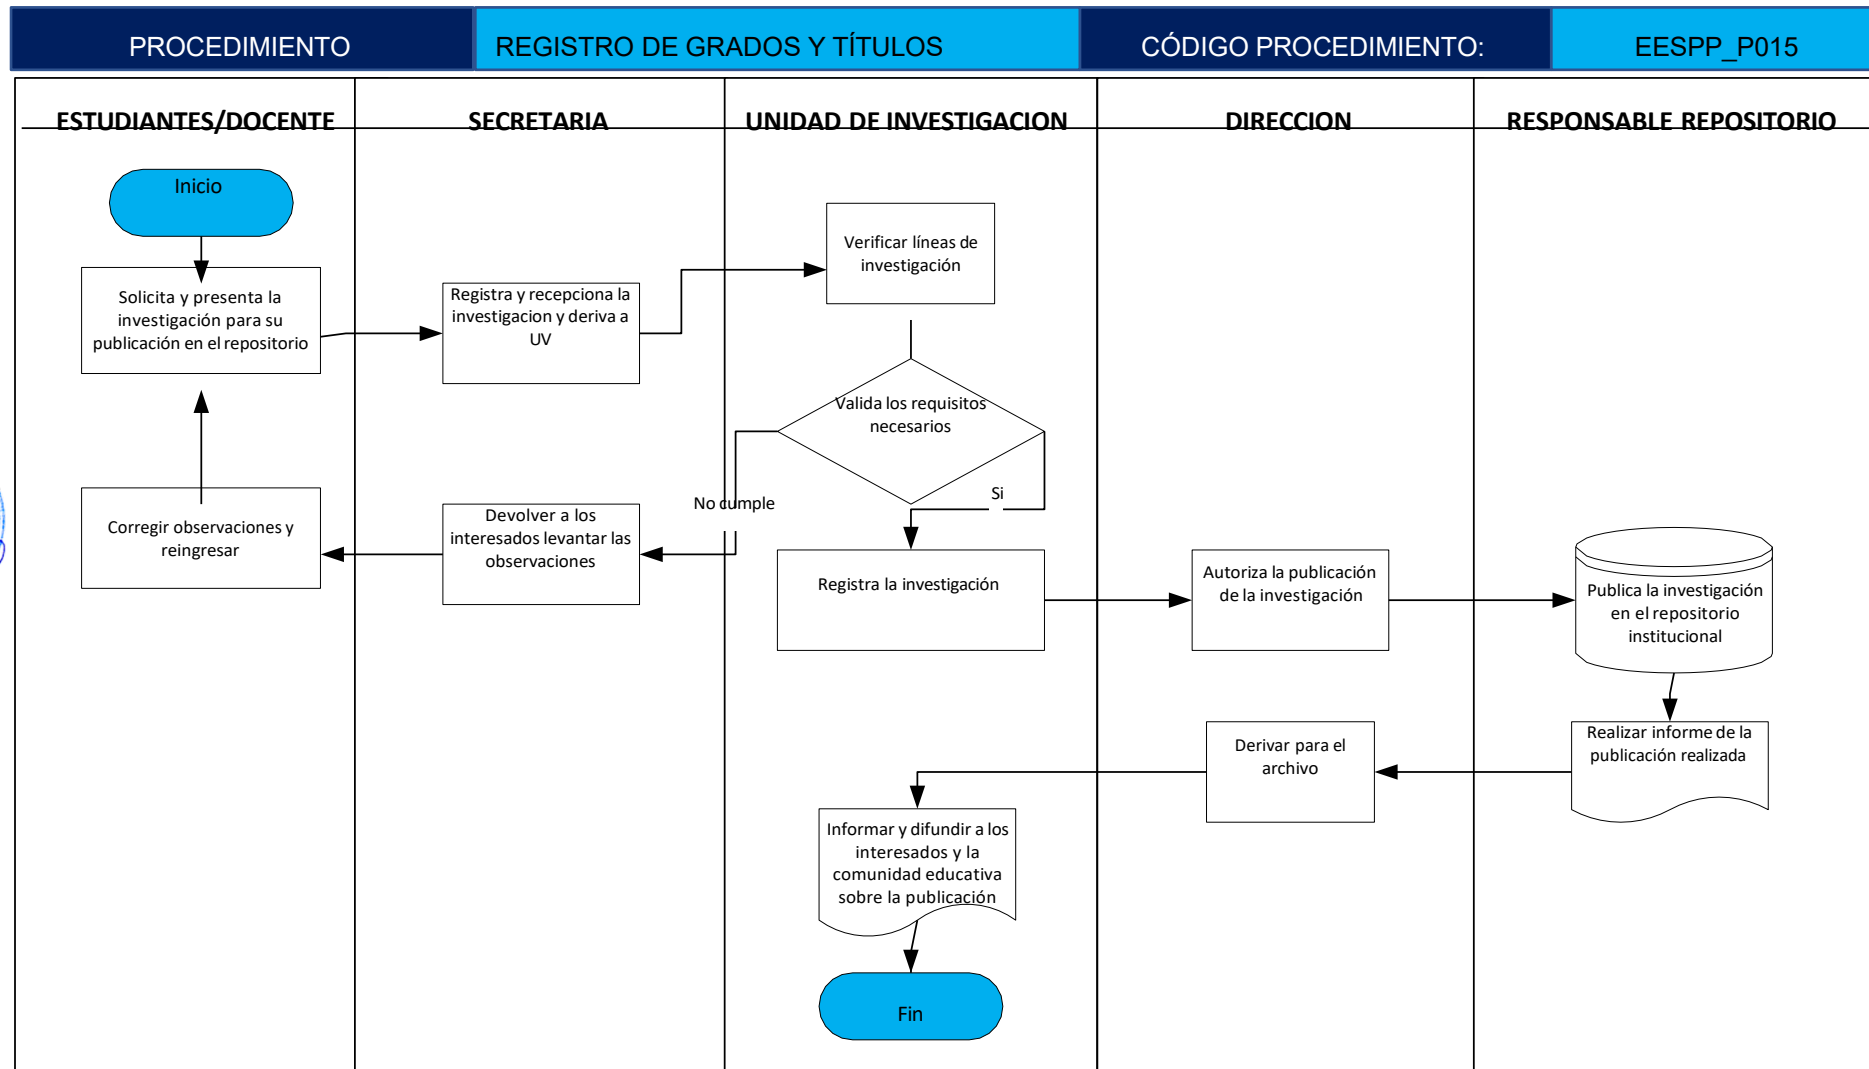 PROCEDIMIENTO
REGISTRO DE GRADOS Y TÍTULOS
CÓDIGO PROCEDIMIENTO:
EESPP_P015
ESTUDIANTES/DOCENTE
SECRETARIA
UNIDAD DE INVESTIGACION
DIRECCION
RESPONSABLE REPOSITORIO
Inicio
Solicita y presenta la
investigación para su
publicación en el repositorio
Registra y recepciona la
investigacion y deriva a
UV
Verificar líneas de
investigación
Valida los requisitos
necesarios
No cumple
Si
Devolver a los
interesados levantar las
observaciones
Corregir observaciones y
reingresar
Registra la investigación
Autoriza la publicación
de la investigación
Publica la investigación
en el repositorio
institucional
Realizar informe de la
publicación realizada
Derivar para el
archivo
Informar y difundir a los
interesados y la
comunidad educativa
sobre la publicación
Fin